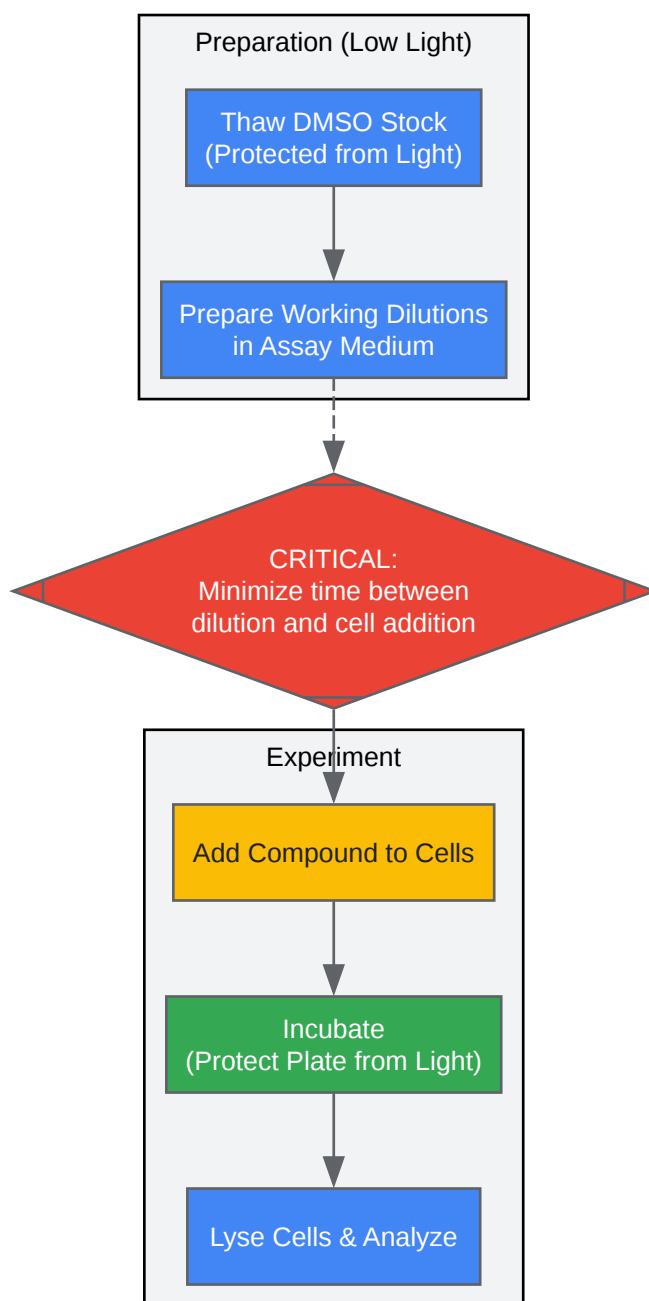 Preparation (Low Light)
Thaw DMSO Stock
(Protected from Light)
Prepare Working Dilutions
in Assay Medium
CRITICAL:
Minimize time between
dilution and cell addition
Experiment
Add Compound to Cells
Incubate
(Protect Plate from Light)
Lyse Cells & Analyze